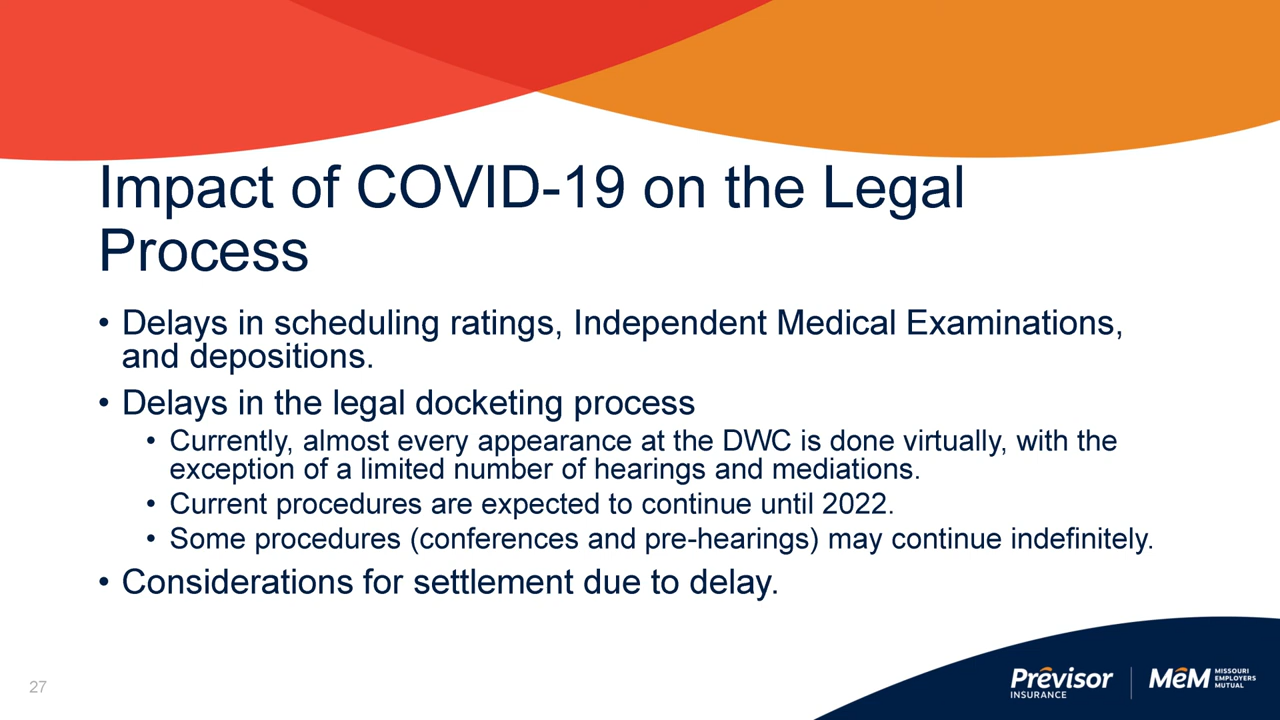 Impact of COVID-19 on the Legal
Process
• Delays in scheduling ratings, Independent Medical Examinations,
and depositions.
• Delays in the legal docketing process
• Currently, almost every appearance at the DWC is done virtually, with the
exception of a limited number of hearings and mediations.
• Current procedures are expected to continue until 2022.
• Some procedures (conferences and pre-hearings) may continue indefinitely.
• Considerations for settlement due to delay.
27
Prēvisor
INSURANCE
MēM
MISSOURI
EMPLOYERS
MUTUAL